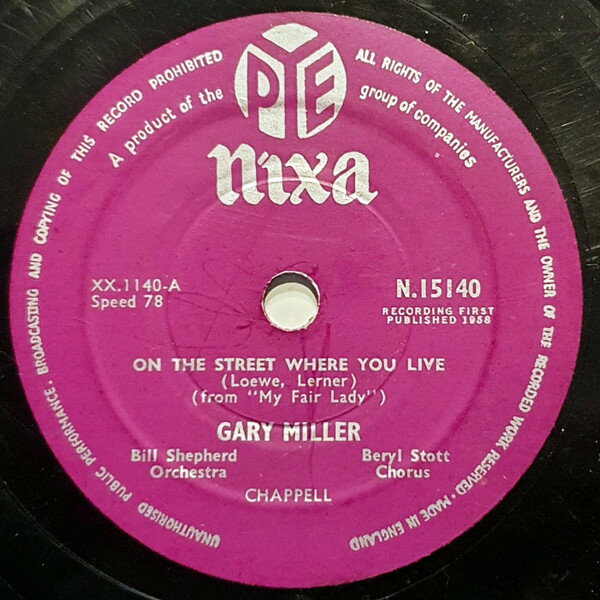 UNAUTHORISED PUBLIC PERFORMANCE, BROADCASTING AND COPYING OF THIS RECORD PROHIBITED
ALL RIGHTS OF THE MANUFACTURERS AND THE OWNER OF THE RECORDED WORK RESERVED · MADE IN ENGLAND
A product of the
PYE
group of companies
nixa
XX.1140-A
Speed 78
N.15140
RECORDING FIRST
PUBLISHED 1958
ON THE STREET WHERE YOU LIVE
(Loewe, Lerner)
(from "My Fair Lady")
GARY MILLER
Bill Shepherd
Orchestra
Beryl Stott
Chorus
CHAPPELL